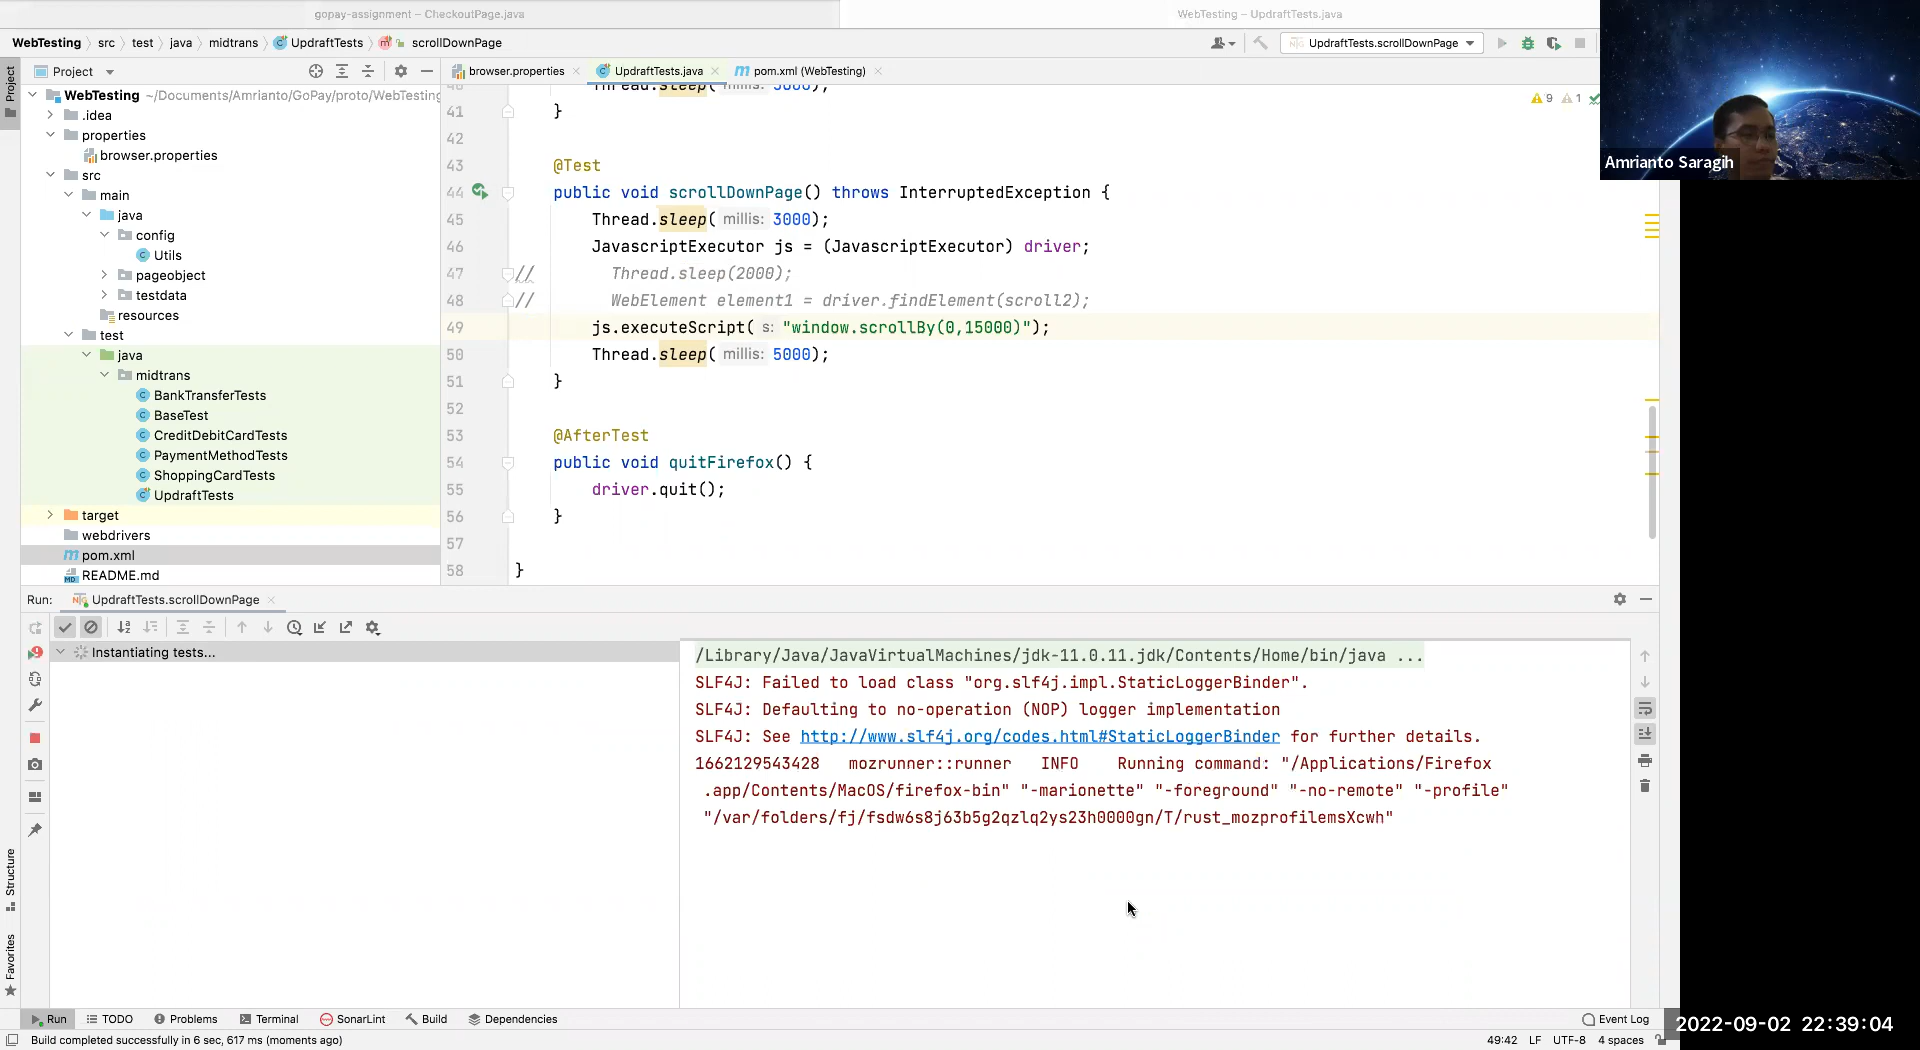 gopay-assignment – CheckoutPage.java
WebTesting – UpdraftTests.java
WebTesting src test java midtrans UpdraftTests m scrollDownPage
UpdraftTests.scrollDownPage
Project
Project
browser.properties
UpdraftTests.java
m pom.xml (WebTesting)
WebTesting ~/Documents/Amrianto/GoPay/proto/WebTesting
.idea
properties
browser.properties
src
main
java
config
C Utils
pageobject
testdata
resources
test
java
midtrans
C BankTransferTests
C BaseTest
C CreditDebitCardTests
C PaymentMethodTests
C ShoppingCardTests
C UpdraftTests
target
webdrivers
m pom.xml
README.md
9 1
40 Thread.sleep( millis: 5000);
41 }
42
43 @Test
44 public void scrollDownPage() throws InterruptedException {
45 Thread.sleep( millis: 3000);
46 JavascriptExecutor js = (JavascriptExecutor) driver;
47 // Thread.sleep(2000);
48 // WebElement element1 = driver.findElement(scroll2);
49 js.executeScript( s: "window.scrollBy(0,15000)");
50 Thread.sleep( millis: 5000);
51 }
52
53 @AfterTest
54 public void quitFirefox() {
55 driver.quit();
56 }
57
58 }
Amrianto Saragih
Run: UpdraftTests.scrollDownPage
Instantiating tests...
/Library/Java/JavaVirtualMachines/jdk-11.0.11.jdk/Contents/Home/bin/java ...
SLF4J: Failed to load class "org.slf4j.impl.StaticLoggerBinder".
SLF4J: Defaulting to no-operation (NOP) logger implementation
SLF4J: See http://www.slf4j.org/codes.html#StaticLoggerBinder for further details.
1662129543428 mozrunner::runner INFO Running command: "/Applications/Firefox
.app/Contents/MacOS/firefox-bin" "-marionette" "-foreground" "-no-remote" "-profile"
"/var/folders/fj/fsdw6s8j63b5g2qzlq2ys23h0000gn/T/rust_mozprofilemsXcwh"
Structure
Favorites
Run TODO Problems Terminal SonarLint Build Dependencies
Event Log
Build completed successfully in 6 sec, 617 ms (moments ago)
49:42 LF UTF-8 4 spaces
2022-09-02 22:39:04